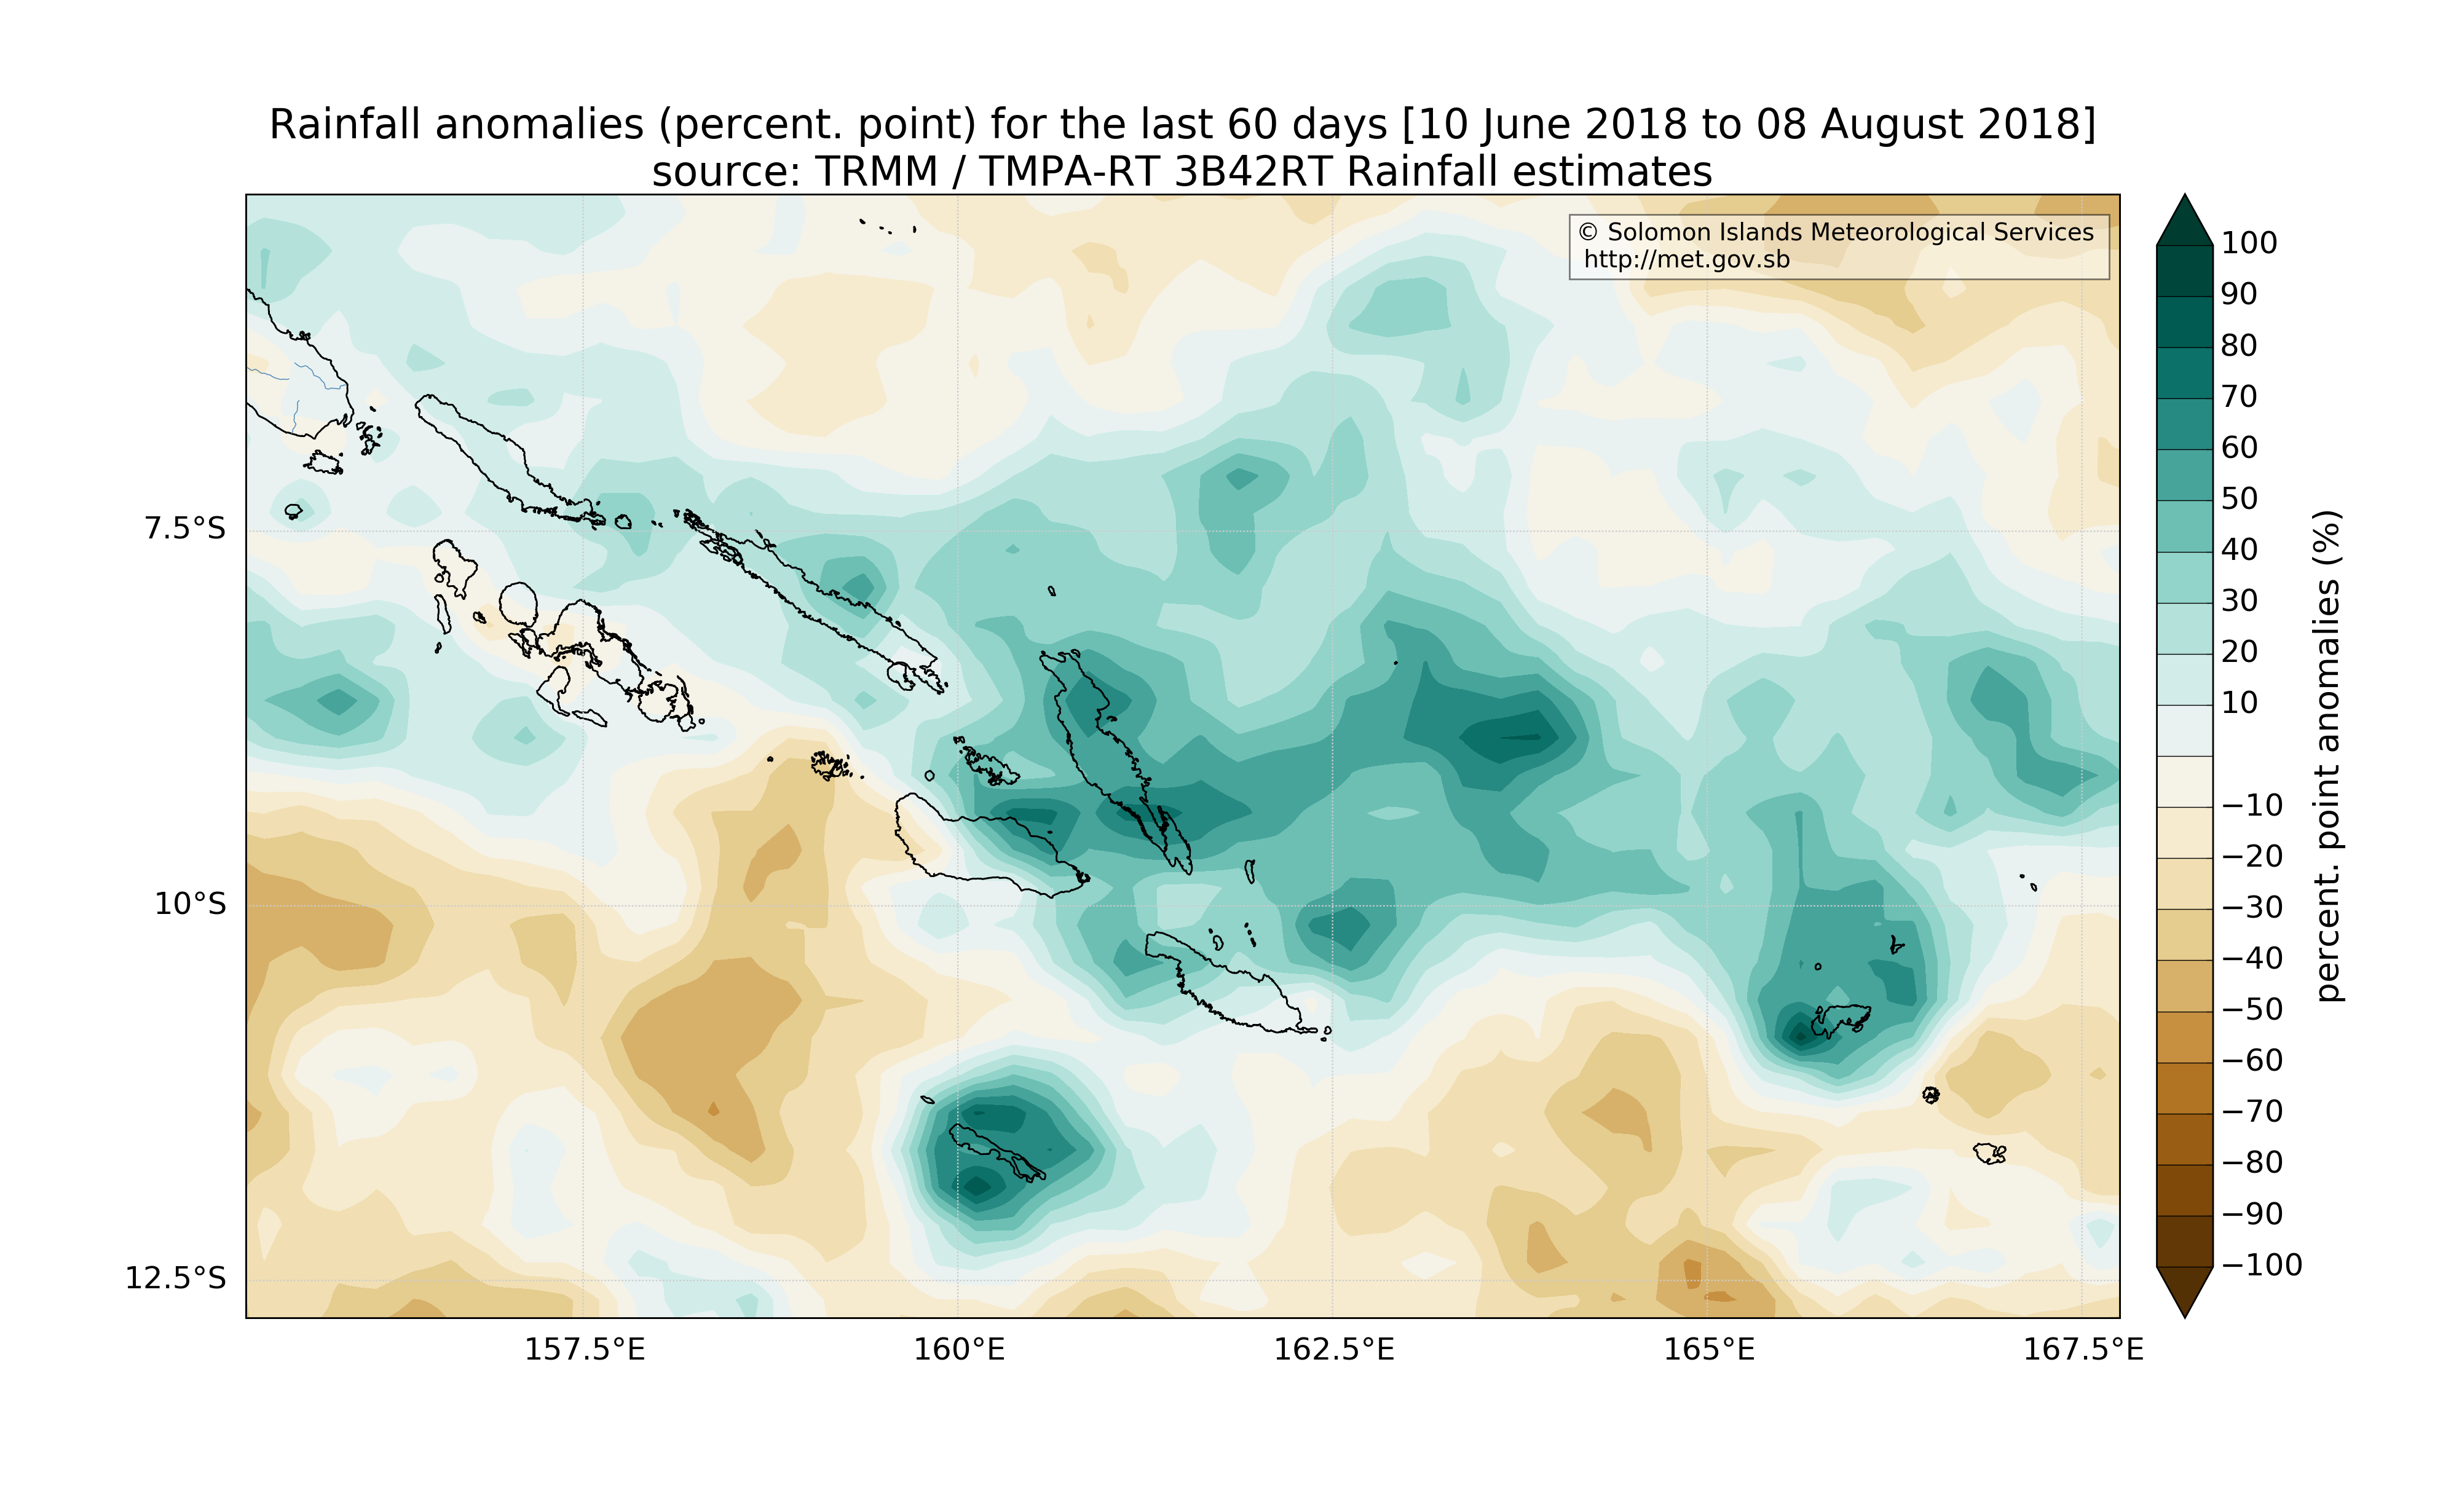 Rainfall anomalies (percent. point) for the last 60 days [10 June 2018 to 08 August 2018]
source: TRMM / TMPA-RT 3B42RT Rainfall estimates
© Solomon Islands Meteorological Services
http://met.gov.sb
7.5°S
10°S
12.5°S
157.5°E
160°E
162.5°E
165°E
167.5°E
100
90
80
70
60
50
40
30
20
10
−10
−20
−30
−40
−50
−60
−70
−80
−90
−100
percent. point anomalies (%)